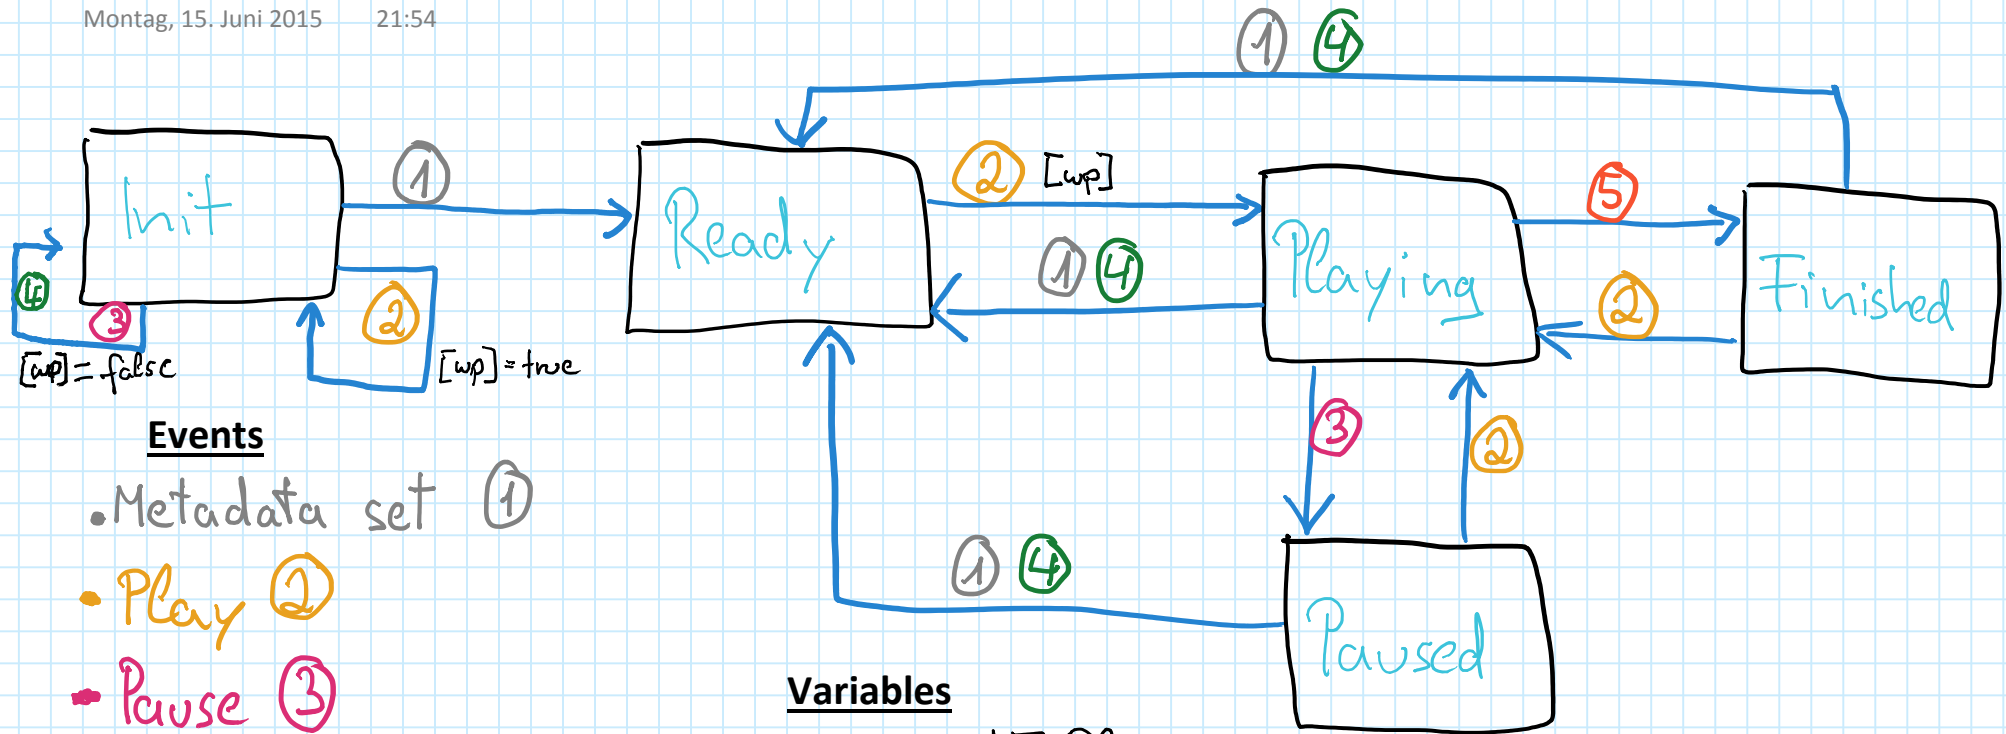 Montag, 15. Juni 2015 21:54
1 4
Init
1
Ready
2 [wp]
1 4
Playing
5
2
Finished
4
3
[wp] = false
2
[wp] = true
3
2
Events
• Metadata set 1
• Play 2
- Pause 3
1 4
Paused
Variables